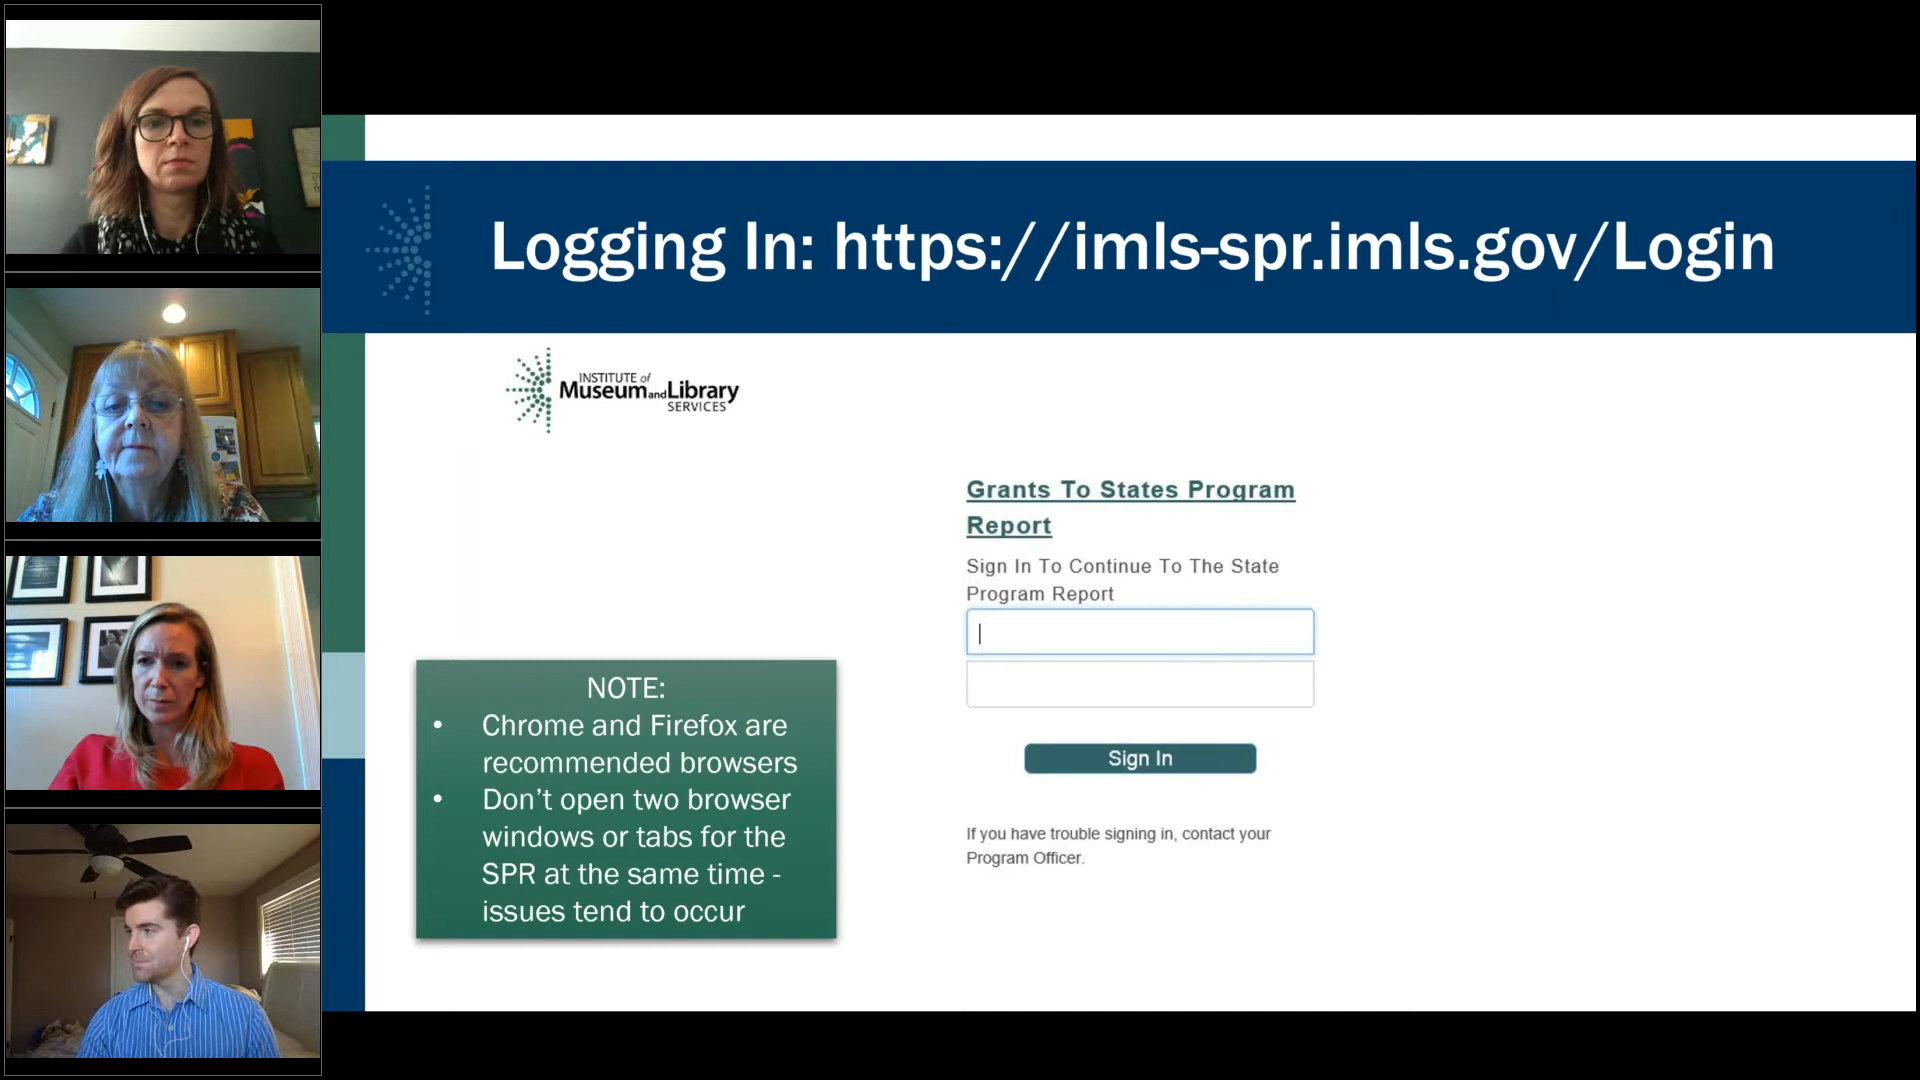 Logging In: https://imls-spr.imls.gov/Login
INSTITUTE of
Museum and Library
SERVICES
Grants To States Program
Report
Sign In To Continue To The State
Program Report
Sign In
If you have trouble signing in, contact your
Program Officer.
NOTE:
• Chrome and Firefox are
recommended browsers
• Don’t open two browser
windows or tabs for the
SPR at the same time -
issues tend to occur